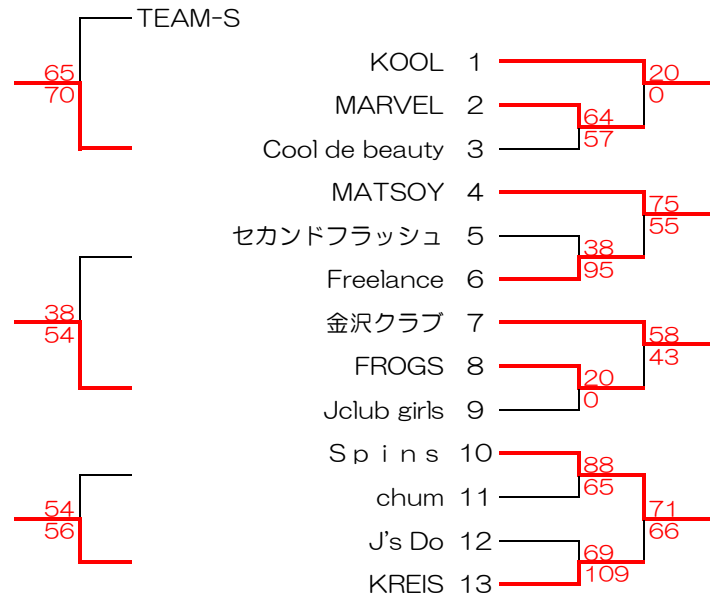 TEAM-S
65
70
KOOL 1
20
0
MARVEL 2
64
57
Cool de beauty 3
MATSOY 4
75
55
セカンドフラッシュ 5
38
95
Freelance 6
38
54
金沢クラブ 7
58
43
FROGS 8
20
0
Jclub girls 9
Ｓｐｉｎｓ 10
88
65
chum 11
54
56
71
66
J's Do 12
69
109
KREIS 13